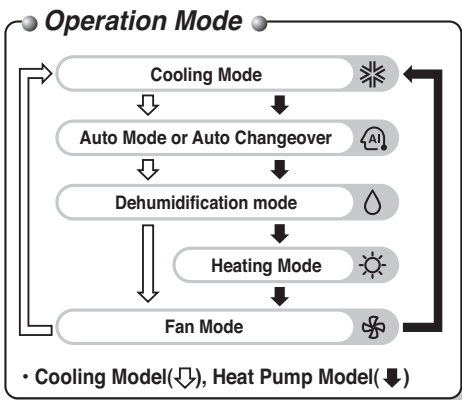 Operation Mode
Cooling Mode
Auto Mode or Auto Changeover
AI
Dehumidification mode
Heating Mode
Fan Mode
· Cooling Model(⇩), Heat Pump Model(⬇)